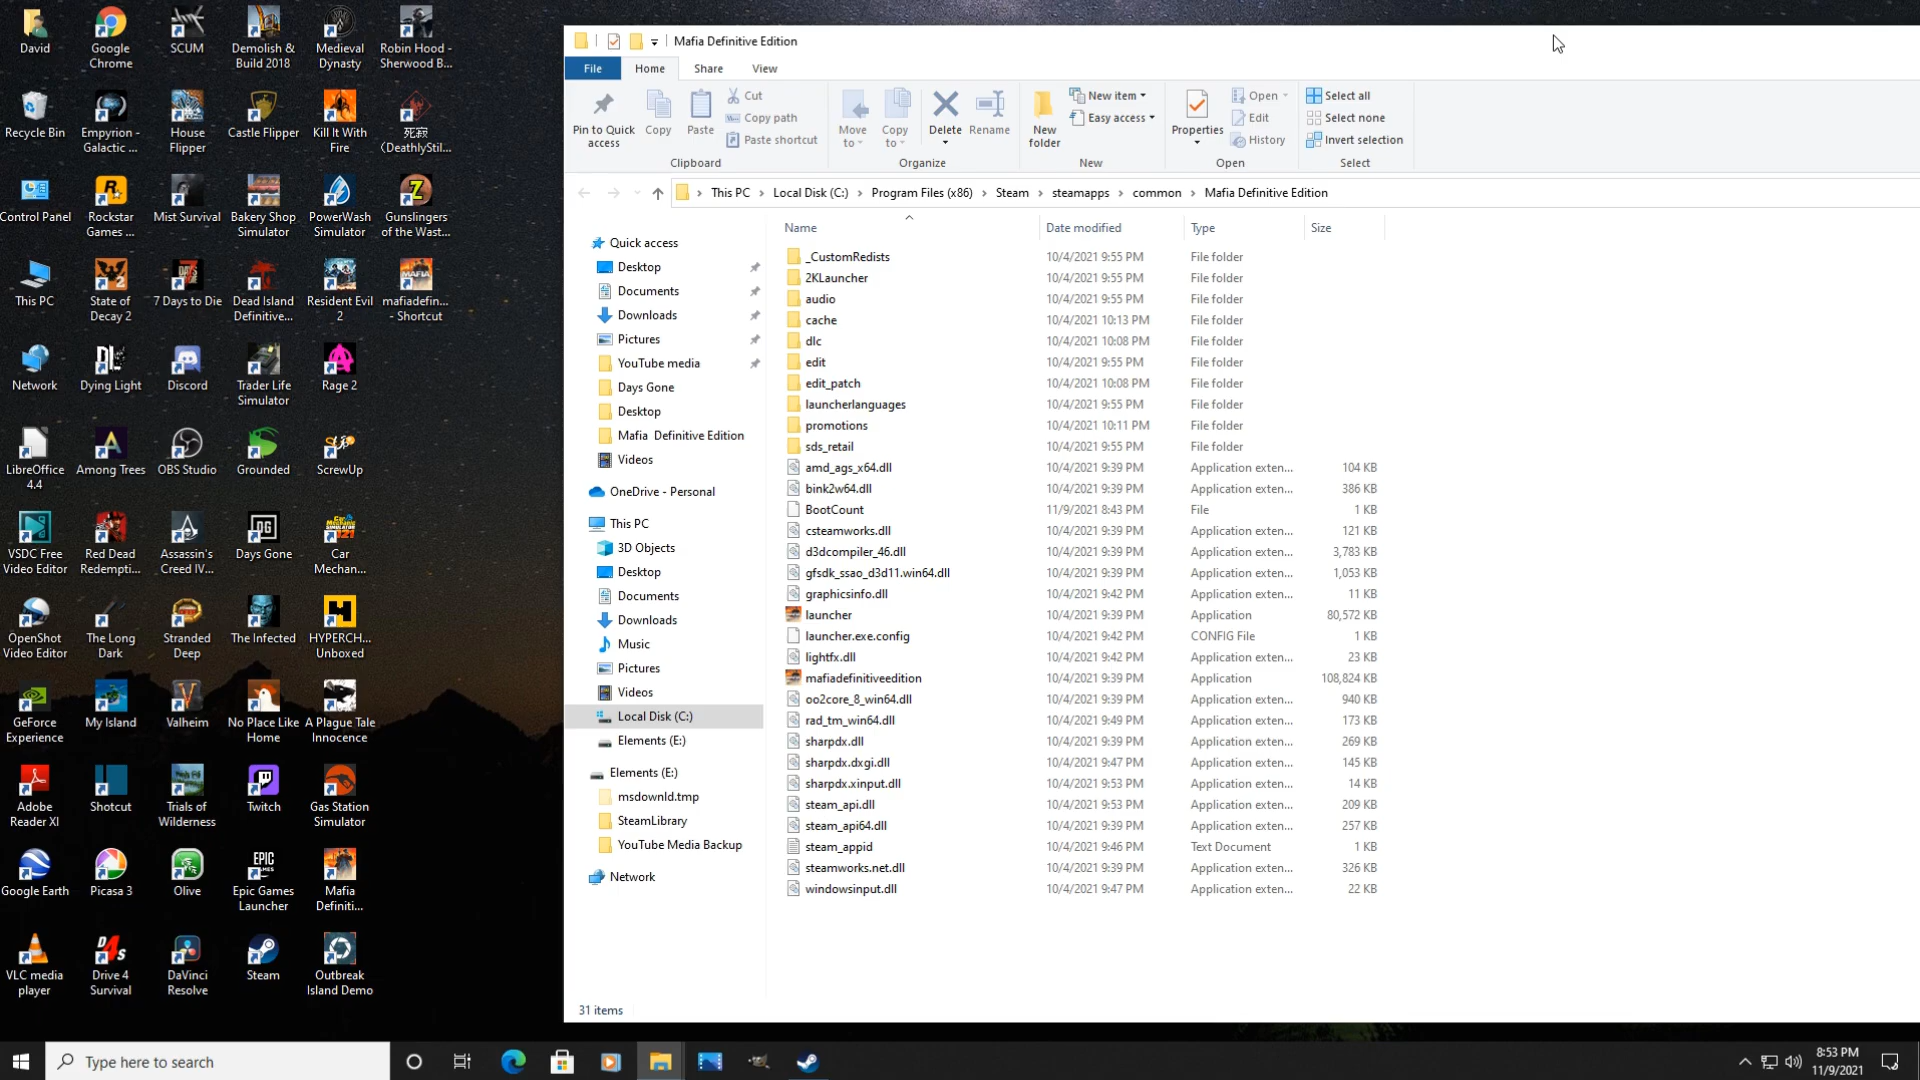 David
Google
Chrome
SCUM
Demolish &
Build 2018
Medieval
Dynasty
Robin Hood -
Sherwood B...
Recycle Bin
Empyrion -
Galactic ...
House
Flipper
Castle Flipper
Kill It With
Fire
死寂
(DeathlyStil...
Control Panel
Rockstar
Games ...
Mist Survival
Bakery Shop
Simulator
PowerWash
Simulator
Gunslingers
of the Wast...
This PC
State of
Decay 2
7 Days to Die
Dead Island
Definitive...
Resident Evil
2
mafiadefin...
- Shortcut
Network
Dying Light
Discord
Trader Life
Simulator
Rage 2
LibreOffice
4.4
Among Trees
OBS Studio
Grounded
ScrewUp
VSDC Free
Video Editor
Red Dead
Redempti...
Assassin's
Creed IV...
Days Gone
Car
Mechan...
OpenShot
Video Editor
The Long
Dark
Stranded
Deep
The Infected
HYPERCH...
Unboxed
GeForce
Experience
My Island
Valheim
No Place Like
Home
A Plague Tale
Innocence
Adobe
Reader XI
Shotcut
Trials of
Wilderness
Twitch
Gas Station
Simulator
Google Earth
Picasa 3
Olive
Epic Games
Launcher
Mafia
Definiti...
VLC media
player
Drive 4
Survival
DaVinci
Resolve
Steam
Outbreak
Island Demo
Mafia Definitive Edition
File Home Share View
Pin to Quick
access
Copy
Paste
Cut
Copy path
Paste shortcut
Clipboard
Move
to
Copy
to
Delete
Rename
Organize
New
folder
New item
Easy access
New
Properties
Open
Edit
History
Open
Select all
Select none
Invert selection
Select
This PC > Local Disk (C:) > Program Files (x86) > Steam > steamapps > common > Mafia Definitive Edition
Quick access
Desktop
Documents
Downloads
Pictures
YouTube media
Days Gone
Desktop
Mafia Definitive Edition
Videos
OneDrive - Personal
This PC
3D Objects
Desktop
Documents
Downloads
Music
Pictures
Videos
Local Disk (C:)
Elements (E:)
Elements (E:)
msdownld.tmp
SteamLibrary
YouTube Media Backup
Network
Name Date modified Type Size
_CustomRedists 10/4/2021 9:55 PM File folder
2KLauncher 10/4/2021 9:55 PM File folder
audio 10/4/2021 9:55 PM File folder
cache 10/4/2021 10:13 PM File folder
dlc 10/4/2021 10:08 PM File folder
edit 10/4/2021 9:55 PM File folder
edit_patch 10/4/2021 10:08 PM File folder
launcherlanguages 10/4/2021 9:55 PM File folder
promotions 10/4/2021 10:11 PM File folder
sds_retail 10/4/2021 9:55 PM File folder
amd_ags_x64.dll 10/4/2021 9:39 PM Application exten... 104 KB
bink2w64.dll 10/4/2021 9:39 PM Application exten... 386 KB
BootCount 11/9/2021 8:43 PM File 1 KB
csteamworks.dll 10/4/2021 9:39 PM Application exten... 121 KB
d3dcompiler_46.dll 10/4/2021 9:39 PM Application exten... 3,783 KB
gfsdk_ssao_d3d11.win64.dll 10/4/2021 9:39 PM Application exten... 1,053 KB
graphicsinfo.dll 10/4/2021 9:42 PM Application exten... 11 KB
launcher 10/4/2021 9:39 PM Application 80,572 KB
launcher.exe.config 10/4/2021 9:42 PM CONFIG File 1 KB
lightfx.dll 10/4/2021 9:42 PM Application exten... 23 KB
mafiadefinitiveedition 10/4/2021 9:39 PM Application 108,824 KB
oo2core_8_win64.dll 10/4/2021 9:39 PM Application exten... 940 KB
rad_tm_win64.dll 10/4/2021 9:49 PM Application exten... 173 KB
sharpdx.dll 10/4/2021 9:39 PM Application exten... 269 KB
sharpdx.dxgi.dll 10/4/2021 9:47 PM Application exten... 145 KB
sharpdx.xinput.dll 10/4/2021 9:53 PM Application exten... 14 KB
steam_api.dll 10/4/2021 9:53 PM Application exten... 209 KB
steam_api64.dll 10/4/2021 9:39 PM Application exten... 257 KB
steam_appid 10/4/2021 9:46 PM Text Document 1 KB
steamworks.net.dll 10/4/2021 9:39 PM Application exten... 326 KB
windowsinput.dll 10/4/2021 9:47 PM Application exten... 22 KB
31 items
Type here to search
8:53 PM
11/9/2021